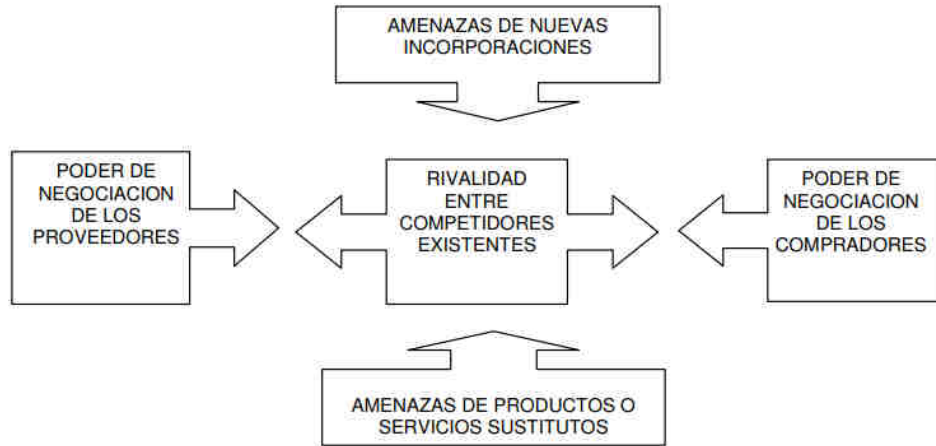 AMENAZAS DE NUEVAS
INCORPORACIONES
PODER DE
NEGOCIACION
DE LOS
PROVEEDORES
RIVALIDAD
ENTRE
COMPETIDORES
EXISTENTES
PODER DE
NEGOCIACION
DE LOS
COMPRADORES
AMENAZAS DE PRODUCTOS O
SERVICIOS SUSTITUTOS